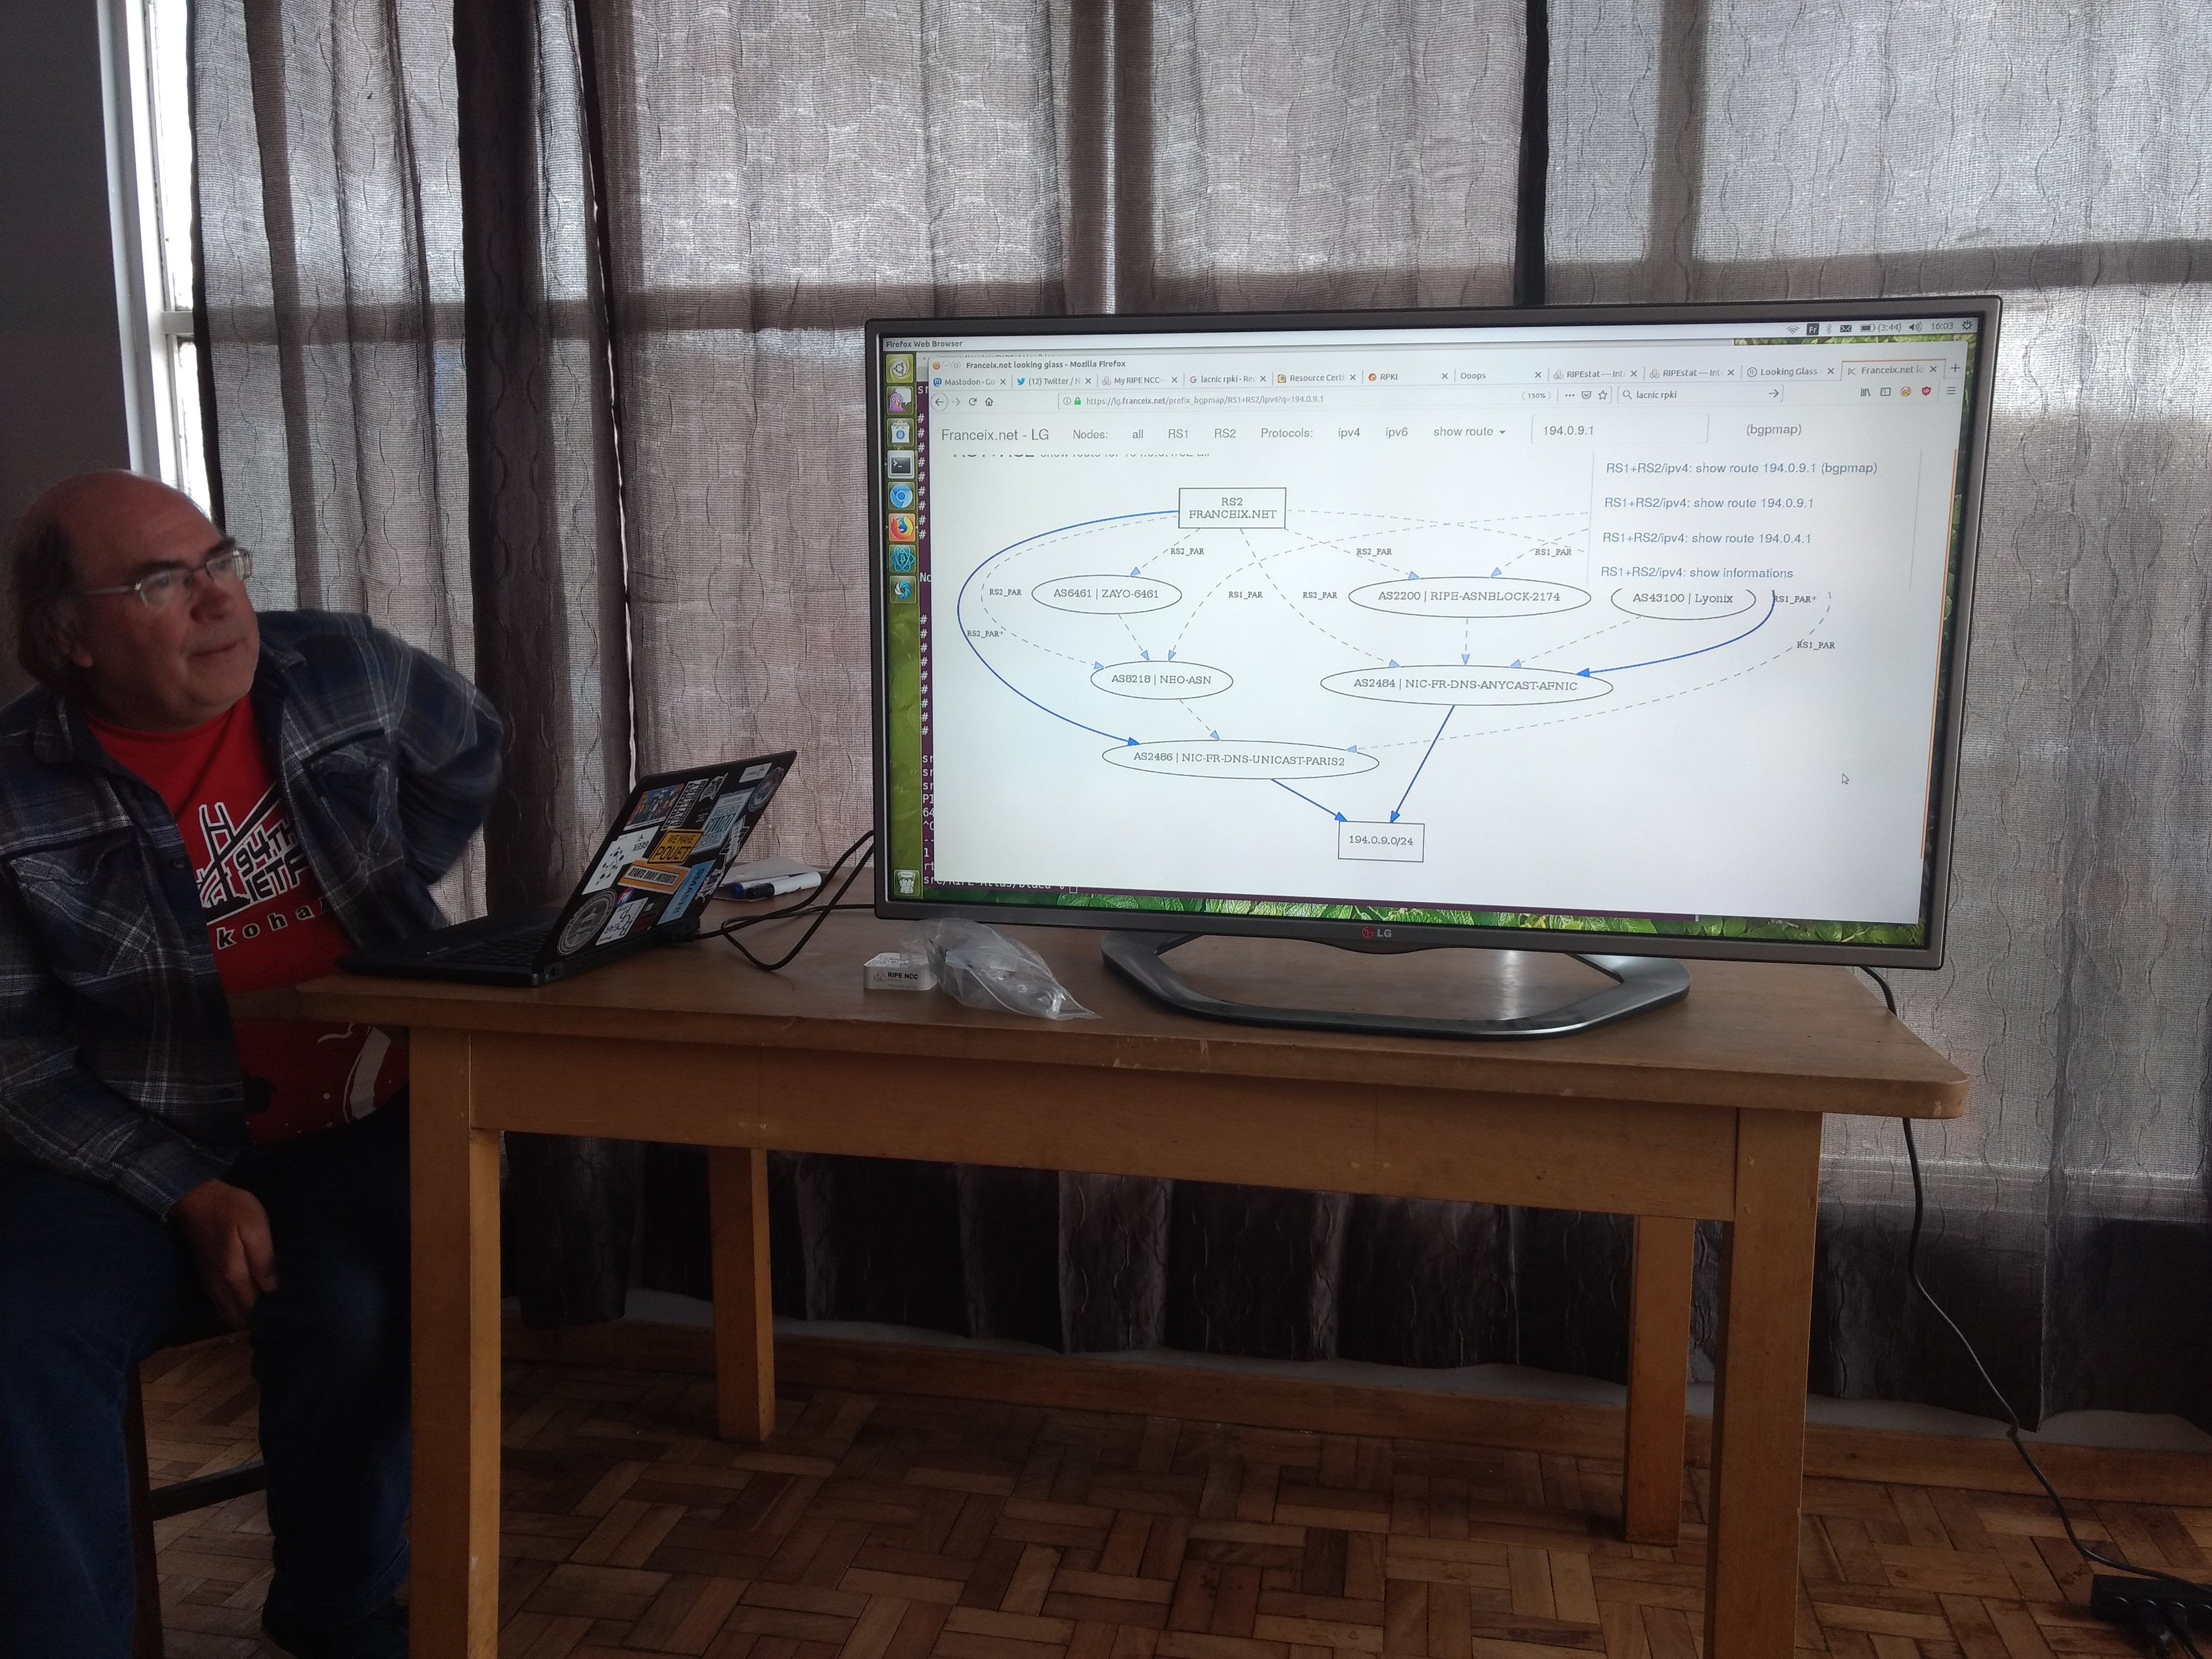 Firefox Web Browser
(3:44)
16:03
Franceix.net looking glass - Mozilla Firefox
Mastodon - Go
(12) Twitter / N
My RIPE NCC -
lacnic rpki - Re
Resource Certi
RPKI
Ooops
RIPEstat — Int
RIPEstat — Int
Looking Glass
Franceix.net lo
https://lg.franceix.net/prefix_bgpmap/RS1+RS2/ipv4?q=194.0.9.1
150%
lacnic rpki
Franceix.net - LG
Nodes:
all
RS1
RS2
Protocols:
ipv4
ipv6
show route
194.0.9.1
(bgpmap)
RS1+RS2/ipv4: show route 194.0.9.1 (bgpmap)
RS1+RS2/ipv4: show route 194.0.9.1
RS1+RS2/ipv4: show route 194.0.4.1
RS1+RS2/ipv4: show informations
RS2
FRANCEIX.NET
RS2_PAR
RS2_PAR
RS1_PAR
RS2_PAR
AS6461 | ZAYO-6461
RS1_PAR
RS2_PAR
AS2200 | RIPE-ASNBLOCK-2174
AS43100 | Lyonix
RS1_PAR*
RS2_PAR*
RS1_PAR
AS8218 | NEO-ASN
AS2484 | NIC-FR-DNS-ANYCAST-AFNIC
AS2486 | NIC-FR-DNS-UNICAST-PARIS2
194.0.9.0/24
LG
RIPE NCC
94TH
IETF
koha
WE MAKE
POUET